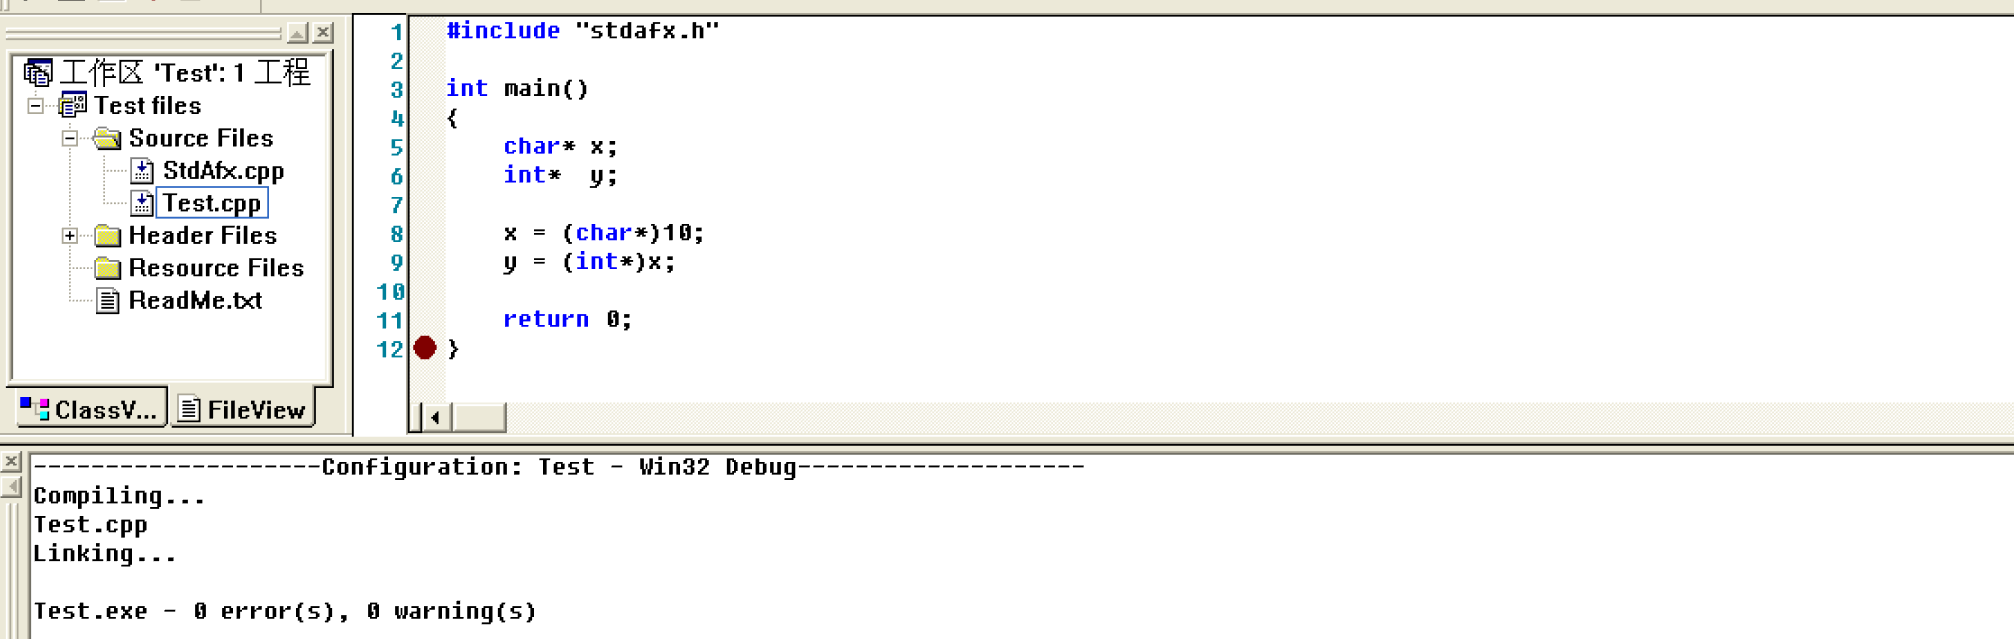 工作区 'Test': 1 工程
Test files
Source Files
StdAfx.cpp
Test.cpp
Header Files
Resource Files
ReadMe.txt
ClassV...
FileView
1 #include "stdafx.h"
2
3 int main()
4 {
5     char* x;
6     int*  y;
7
8     x = (char*)10;
9     y = (int*)x;
10
11     return 0;
12 }
--------------------Configuration: Test - Win32 Debug--------------------
Compiling...
Test.cpp
Linking...
Test.exe - 0 error(s), 0 warning(s)